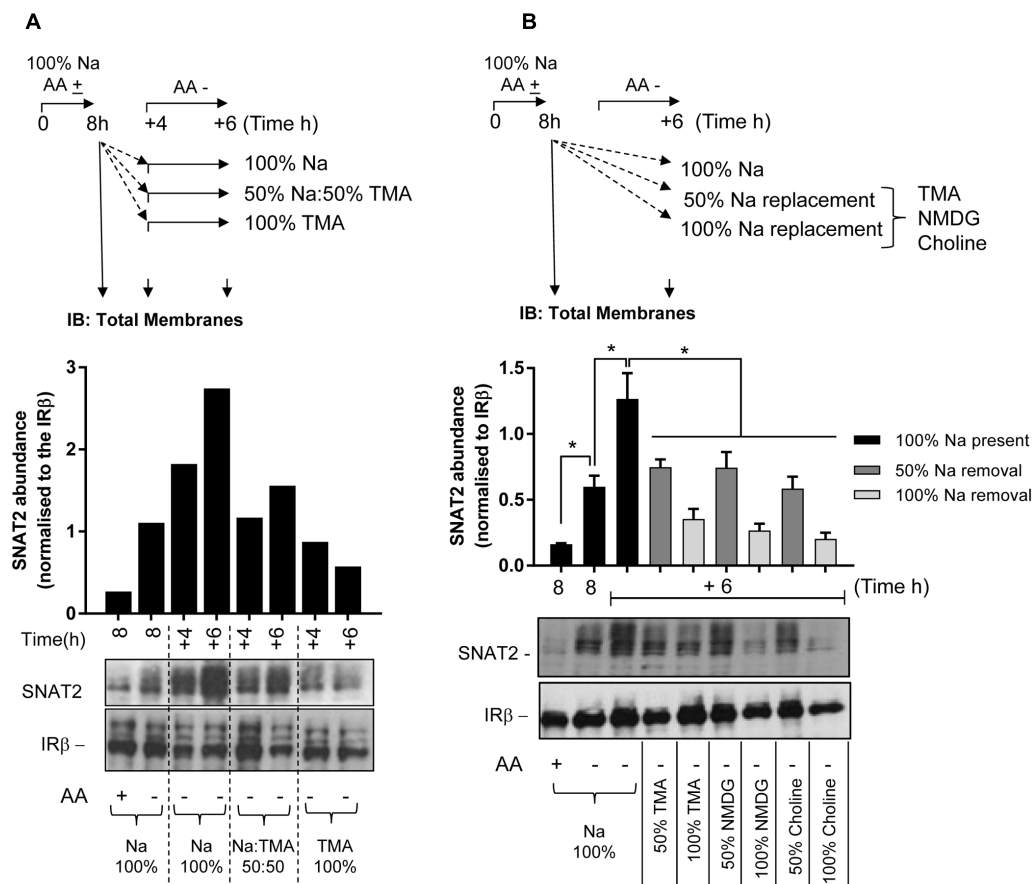 A
100% Na
AA +
AA -
0
8h
+4
+6 (Time h)
100% Na
50% Na:50% TMA
100% TMA
IB: Total Membranes
SNAT2 abundance
(normalised to the IRβ)
3
2
1
0
Time(h)
8
8
+4
+6
+4
+6
+4
+6
SNAT2
IRβ –
AA
+
-
-
-
-
-
-
-
Na
100%
Na
100%
Na:TMA
50:50
TMA
100%
B
100% Na
AA +
AA -
0
8h
+6 (Time h)
100% Na
50% Na replacement
100% Na replacement
TMA
NMDG
Choline
IB: Total Membranes
SNAT2 abundance
(normalised to IRβ)
1.5
1.0
0.5
0.0
*
*
*
100% Na present
50% Na removal
100% Na removal
8
8
+ 6
(Time h)
SNAT2 -
IRβ –
AA
+
-
-
-
-
-
-
-
-
Na
100%
50% TMA
100% TMA
50% NMDG
100% NMDG
50% Choline
100% Choline